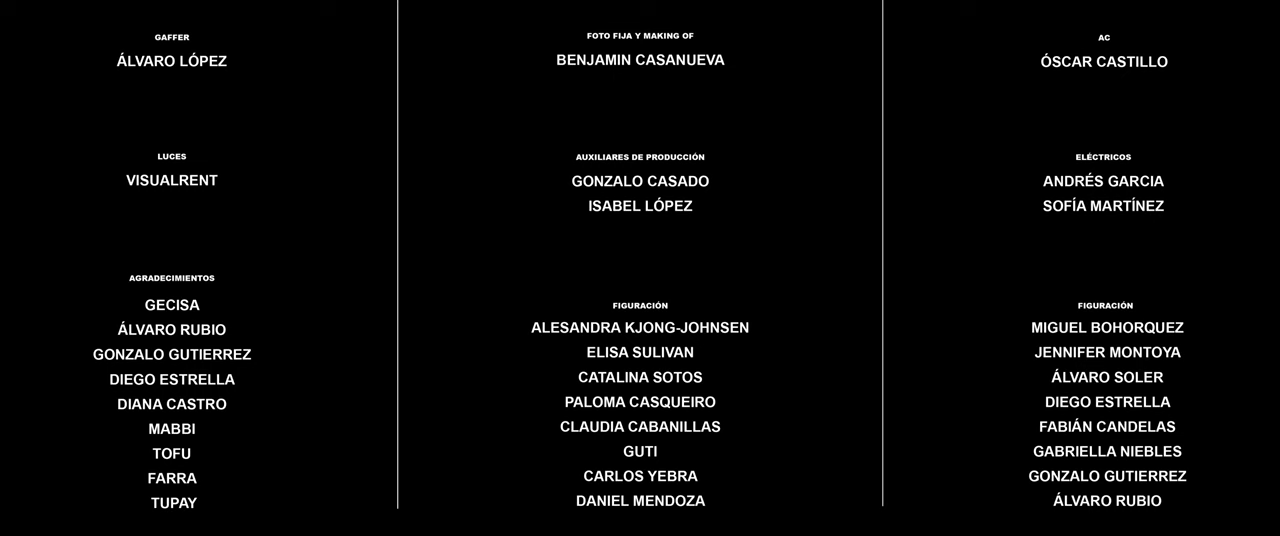 GAFFER
ÁLVARO LÓPEZ
LUCES
VISUALRENT
AGRADECIMIENTOS
GECISA
ÁLVARO RUBIO
GONZALO GUTIERREZ
DIEGO ESTRELLA
DIANA CASTRO
MABBI
TOFU
FARRA
TUPAY
FOTO FIJA Y MAKING OF
BENJAMIN CASANUEVA
AUXILIARES DE PRODUCCIÓN
GONZALO CASADO
ISABEL LÓPEZ
FIGURACIÓN
ALESANDRA KJONG-JOHNSEN
ELISA SULIVAN
CATALINA SOTOS
PALOMA CASQUEIRO
CLAUDIA CABANILLAS
GUTI
CARLOS YEBRA
DANIEL MENDOZA
AC
ÓSCAR CASTILLO
ELÉCTRICOS
ANDRÉS GARCIA
SOFÍA MARTÍNEZ
FIGURACIÓN
MIGUEL BOHORQUEZ
JENNIFER MONTOYA
ÁLVARO SOLER
DIEGO ESTRELLA
FABIÁN CANDELAS
GABRIELLA NIEBLES
GONZALO GUTIERREZ
ÁLVARO RUBIO